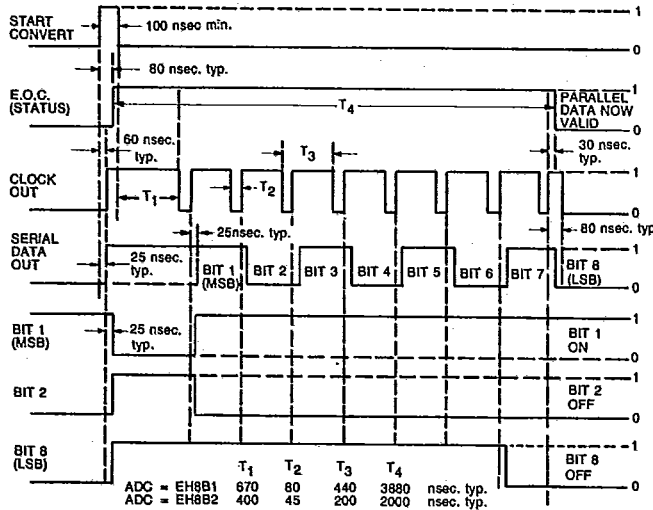 START
CONVERT
1
100 nsec min.
0
80 nsec. typ.
E.O.C.
(STATUS)
1
T4
PARALLEL
DATA NOW
VALID
0
60 nsec.
typ.
30 nsec.
typ.
T3
CLOCK
OUT
1
T1
T2
0
25nsec. typ.
80 nsec. typ.
SERIAL
DATA
OUT
25 nsec.
typ.
BIT 1
(MSB)
BIT 2
BIT 3
BIT 4
BIT 5
BIT 6
BIT 7
BIT 8
(LSB)
1
0
BIT 1
(MSB)
25 nsec.
typ.
BIT 1
ON
1
0
BIT 2
BIT 2
OFF
1
0
BIT 8
(LSB)
BIT 8
OFF
1
0
T1 T2 T3 T4
ADC = EH8B1 670 80 440 3880 nsec. typ.
ADC = EH8B2 400 45 200 2000 nsec. typ.